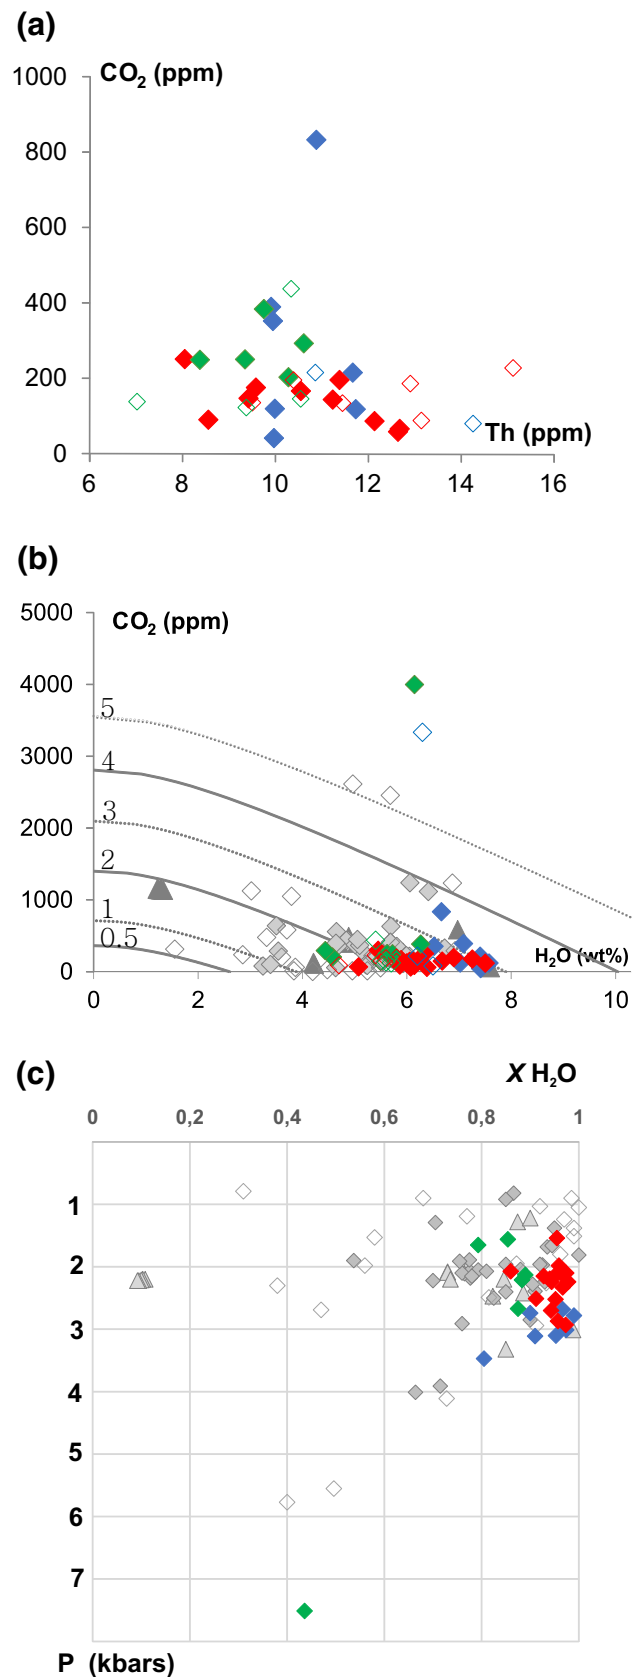 (a)
CO₂ (ppm)
1000
800
600
400
200
0
Th (ppm)
6 8 10 12 14 16
(b)
CO₂ (ppm)
5000
4000
3000
2000
1000
0
5
4
3
2
1
0.5
H₂O (wt%)
0 2 4 6 8 10
(c)
X H₂O
0 0,2 0,4 0,6 0,8 1
1
2
3
4
5
6
7
P (kbars)